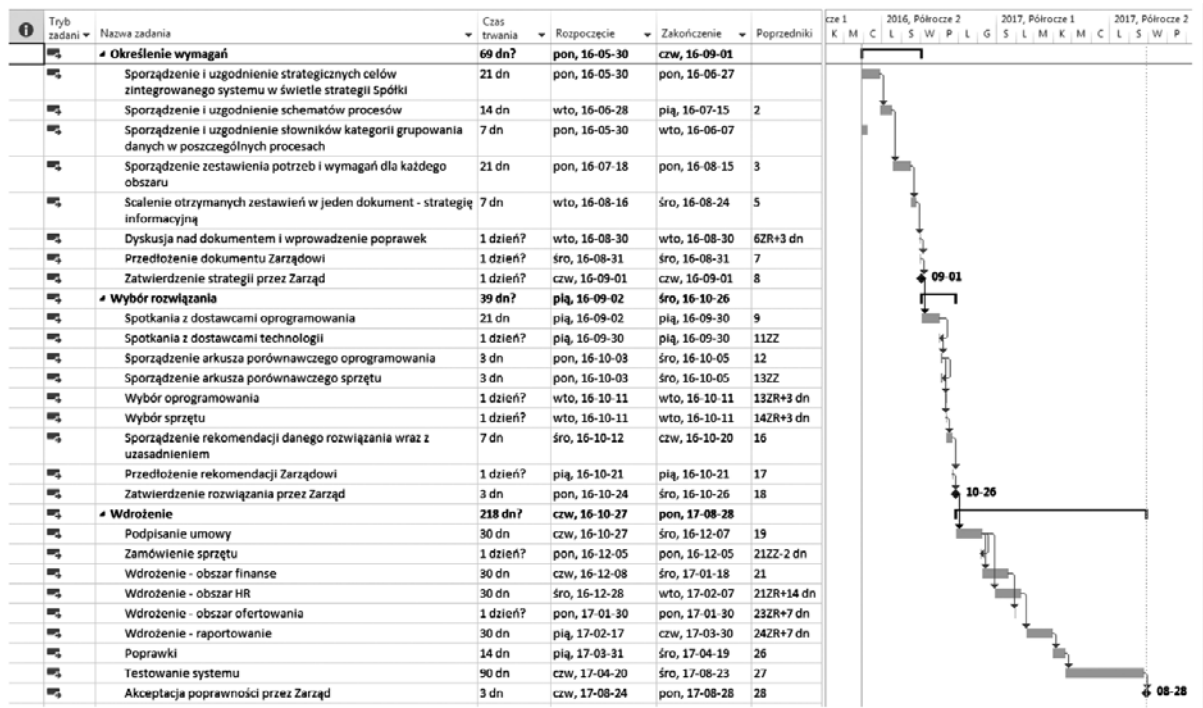 Tryb zadani Nazwa zadania Czas trwania Rozpoczęcie Zakończenie Poprzedniki
cze 1 2016, Półrocze 2 2017, Półrocze 1 2017, Półrocze 2
K M C L S W P L G S M K M C L S W P
Określenie wymagań 69 dn? pon, 16-05-30 czw, 16-09-01
Sporządzenie i uzgodnienie strategicznych celów 21 dn pon, 16-05-30 pon, 16-06-27
zintegrowanego systemu w świetle strategii Spółki
Sporządzenie i uzgodnienie schematów procesów 14 dn wto, 16-06-28 pią, 16-07-15 2
Sporządzenie i uzgodnienie słowników kategorii grupowania 7 dn pon, 16-05-30 wto, 16-06-07
danych w poszczególnych procesach
Sporządzenie zestawienia potrzeb i wymagań dla każdego 21 dn pon, 16-07-18 pon, 16-08-15 3
obszaru
Scalenie otrzymanych zestawień w jeden dokument - strategię 7 dn wto, 16-08-16 śro, 16-08-24 5
informacyjną
Dyskusja nad dokumentem i wprowadzenie poprawek 1 dzień? wto, 16-08-30 wto, 16-08-30 6ZR+3 dn
Przedłożenie dokumentu Zarządowi 1 dzień? śro, 16-08-31 śro, 16-08-31 7
Zatwierdzenie strategii przez Zarząd 1 dzień? czw, 16-09-01 czw, 16-09-01 8 09-01
Wybór rozwiązania 39 dn? pią, 16-09-02 śro, 16-10-26
Spotkania z dostawcami oprogramowania 21 dn pią, 16-09-02 pią, 16-09-30 9
Spotkania z dostawcami technologii 1 dzień? pią, 16-09-30 pią, 16-09-30 11ZZ
Sporządzenie arkusza porównawczego oprogramowania 3 dn pon, 16-10-03 śro, 16-10-05 12
Sporządzenie arkusza porównawczego sprzętu 3 dn pon, 16-10-03 śro, 16-10-05 13ZZ
Wybór oprogramowania 1 dzień? wto, 16-10-11 wto, 16-10-11 13ZR+3 dn
Wybór sprzętu 1 dzień? wto, 16-10-11 wto, 16-10-11 14ZR+3 dn
Sporządzenie rekomendacji danego rozwiązania wraz z 7 dn śro, 16-10-12 czw, 16-10-20 16
uzasadnieniem
Przedłożenie rekomendacji Zarządowi 1 dzień? pią, 16-10-21 pią, 16-10-21 17
Zatwierdzenie rozwiązania przez Zarząd 3 dn pon, 16-10-24 śro, 16-10-26 18 10-26
Wdrożenie 218 dn? czw, 16-10-27 pon, 17-08-28
Podpisanie umowy 30 dn czw, 16-10-27 śro, 16-12-07 19
Zamówienie sprzętu 1 dzień? pon, 16-12-05 pon, 16-12-05 21ZZ-2 dn
Wdrożenie - obszar finanse 30 dn czw, 16-12-08 śro, 17-01-18 21
Wdrożenie - obszar HR 30 dn śro, 16-12-28 wto, 17-02-07 21ZR+14 dn
Wdrożenie - obszar ofertowania 1 dzień? pon, 17-01-30 pon, 17-01-30 23ZR+7 dn
Wdrożenie - raportowanie 30 dn pią, 17-02-17 czw, 17-03-30 24ZR+7 dn
Poprawki 14 dn pią, 17-03-31 śro, 17-04-19 26
Testowanie systemu 90 dn czw, 17-04-20 śro, 17-08-23 27
Akceptacja poprawności przez Zarząd 3 dn czw, 17-08-24 pon, 17-08-28 28 08-28